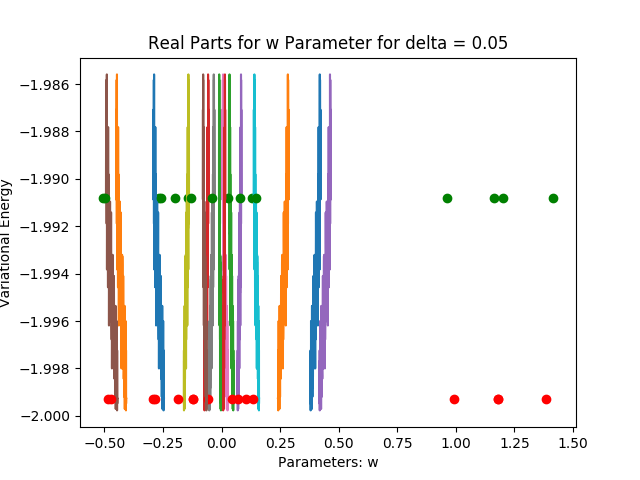 Real Parts for w Parameter for delta = 0.05
Variational Energy
−1.986
−1.988
−1.990
−1.992
−1.994
−1.996
−1.998
−2.000
−0.50 −0.25 0.00 0.25 0.50 0.75 1.00 1.25 1.50
Parameters: w